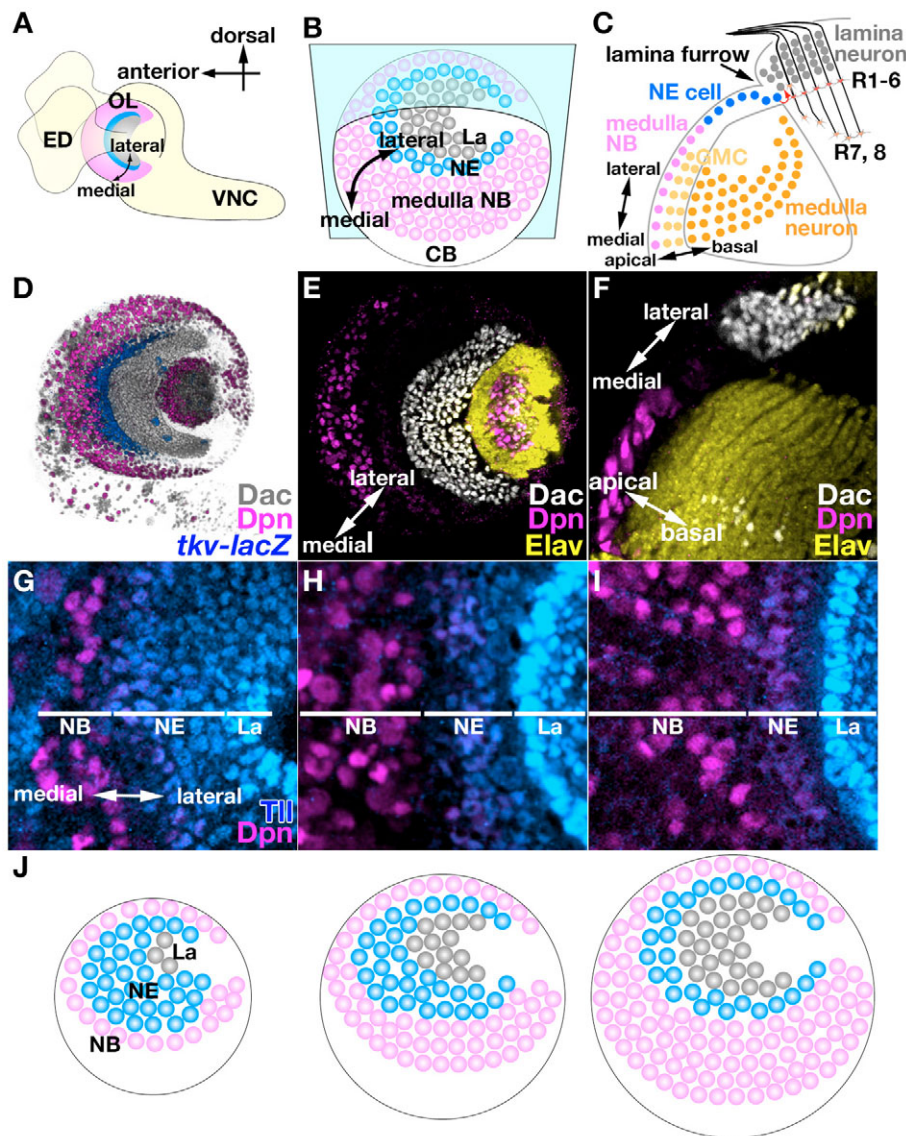 A
dorsal
anterior
OL
ED
lateral
medial
VNC
B
lateral
La
NE
medial
medulla NB
CB
C
lamina
neuron
lamina furrow
R1-6
NE cell
medulla
NB
GMC
R7, 8
lateral
medulla
neuron
medial
basal
apical
D
Dac
Dpn
tkv-lacZ
E
lateral
medial
Dac
Dpn
Elav
F
lateral
medial
apical
basal
Dac
Dpn
Elav
G
NB
NE
La
medial
lateral
Tll
Dpn
H
NB
NE
La
I
NB
NE
La
J
La
NE
NB